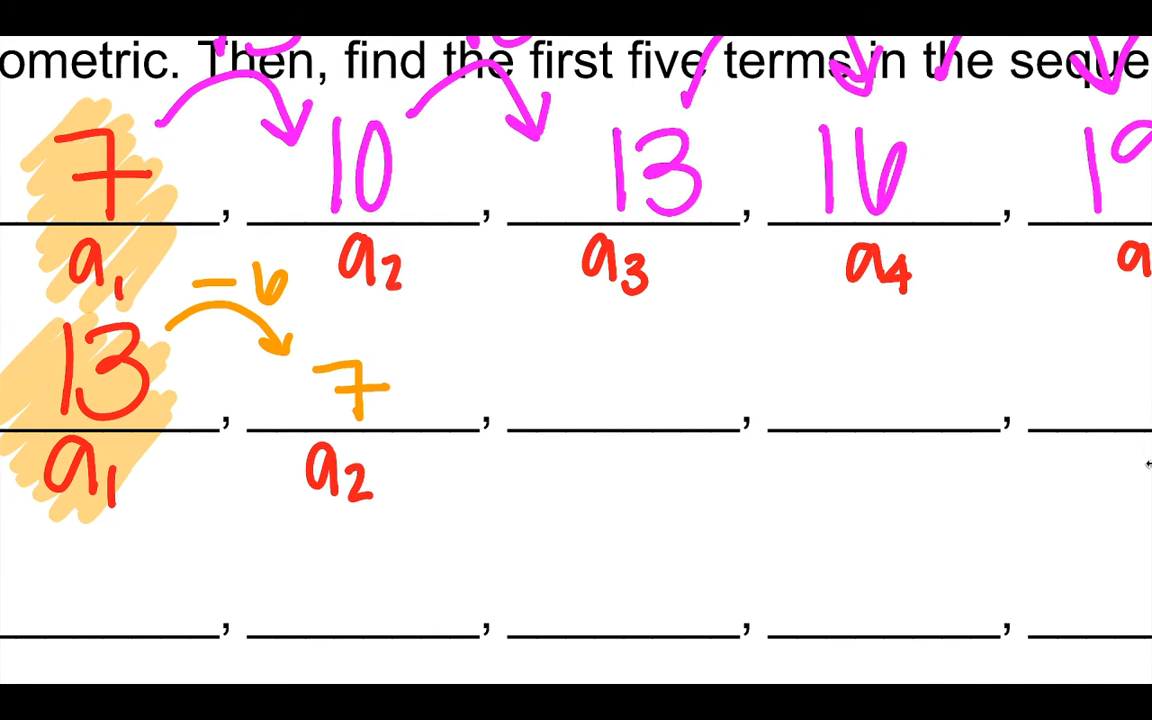 ometric. Then, find the first five terms in the seque
7, 10, 13, 16, 19
a1 a2 a3 a4 a
- 6
13, 7, , ,
a1 a2
, , , ,